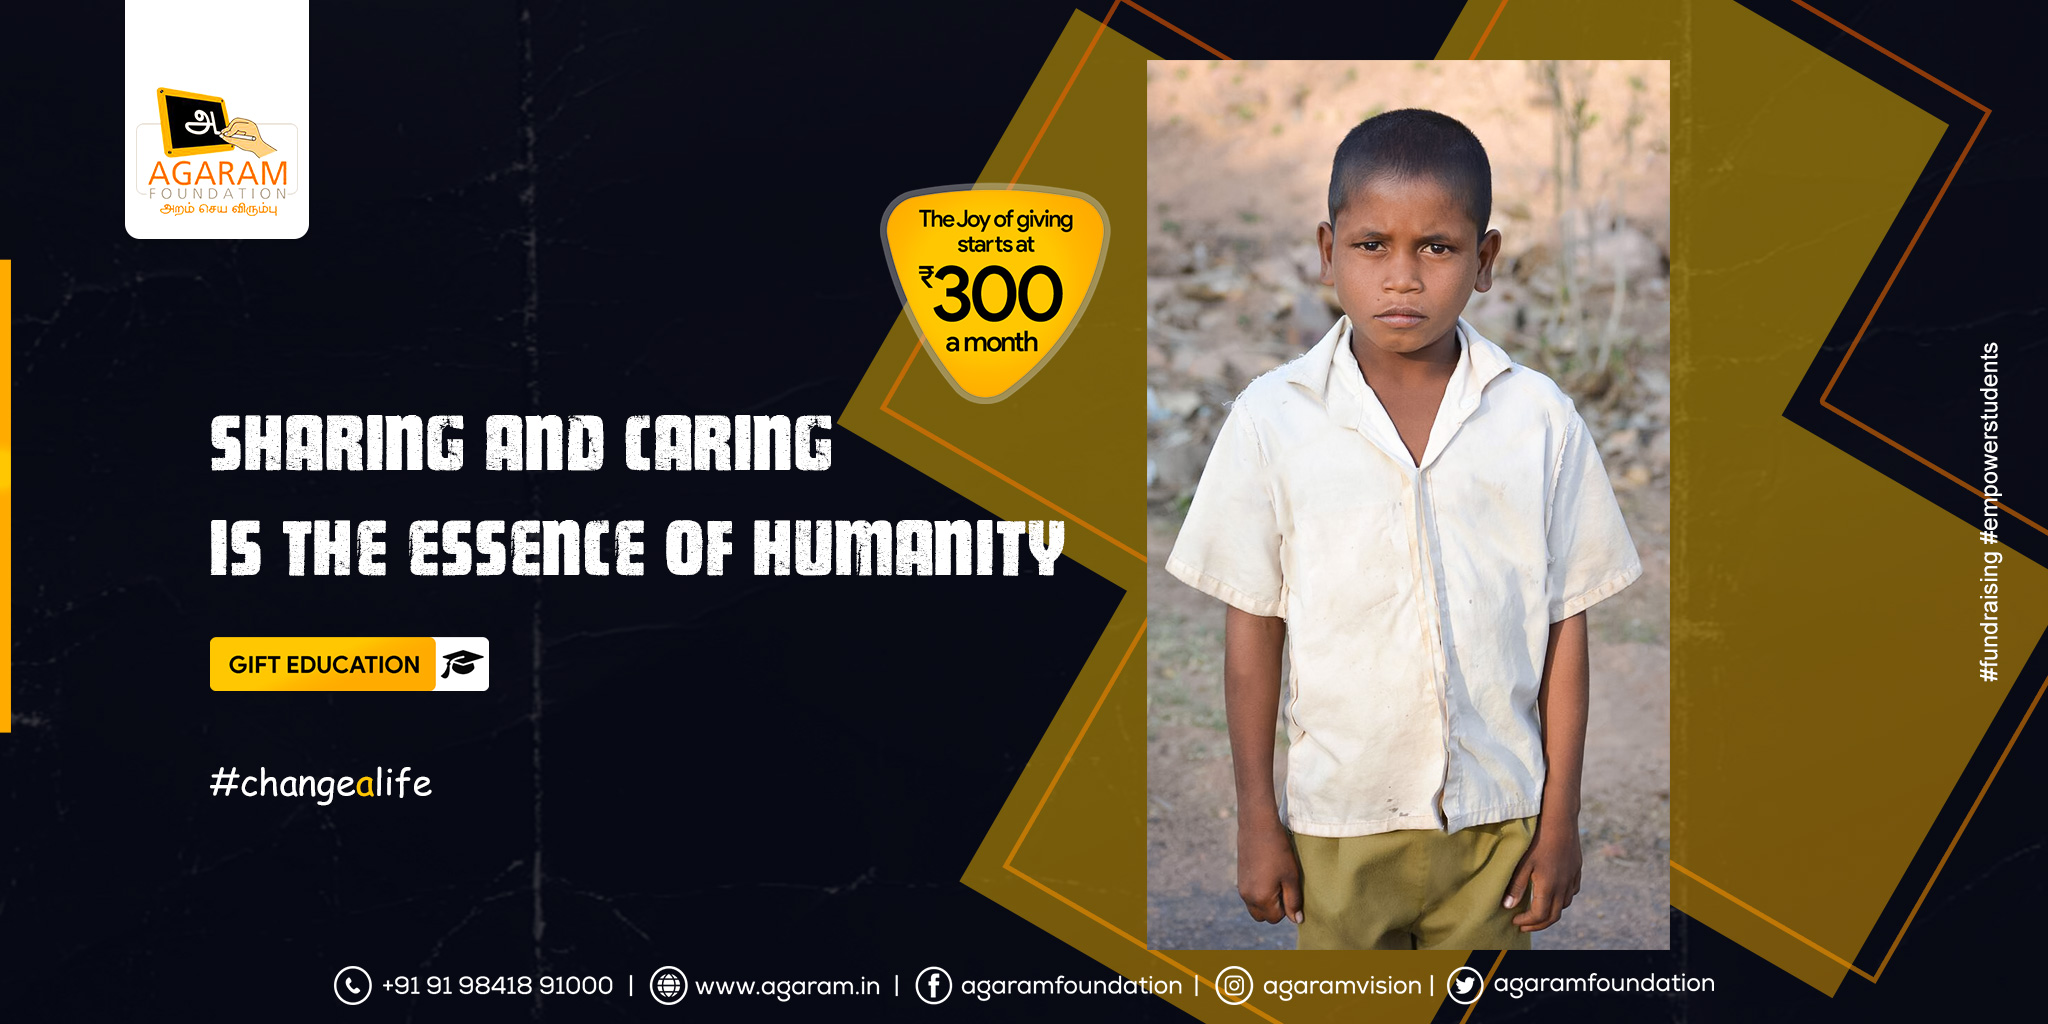 அ
AGARAM
FOUNDATION
அறம் செய விரும்பு
The Joy of giving
starts at
₹300
a month
SHARING AND CARING
IS THE ESSENCE OF HUMANITY
GIFT EDUCATION
#changealife
#fundraising #empowerstudents
+91 91 98418 91000 | www.agaram.in | agaramfoundation | agaramvision | agaramfoundation